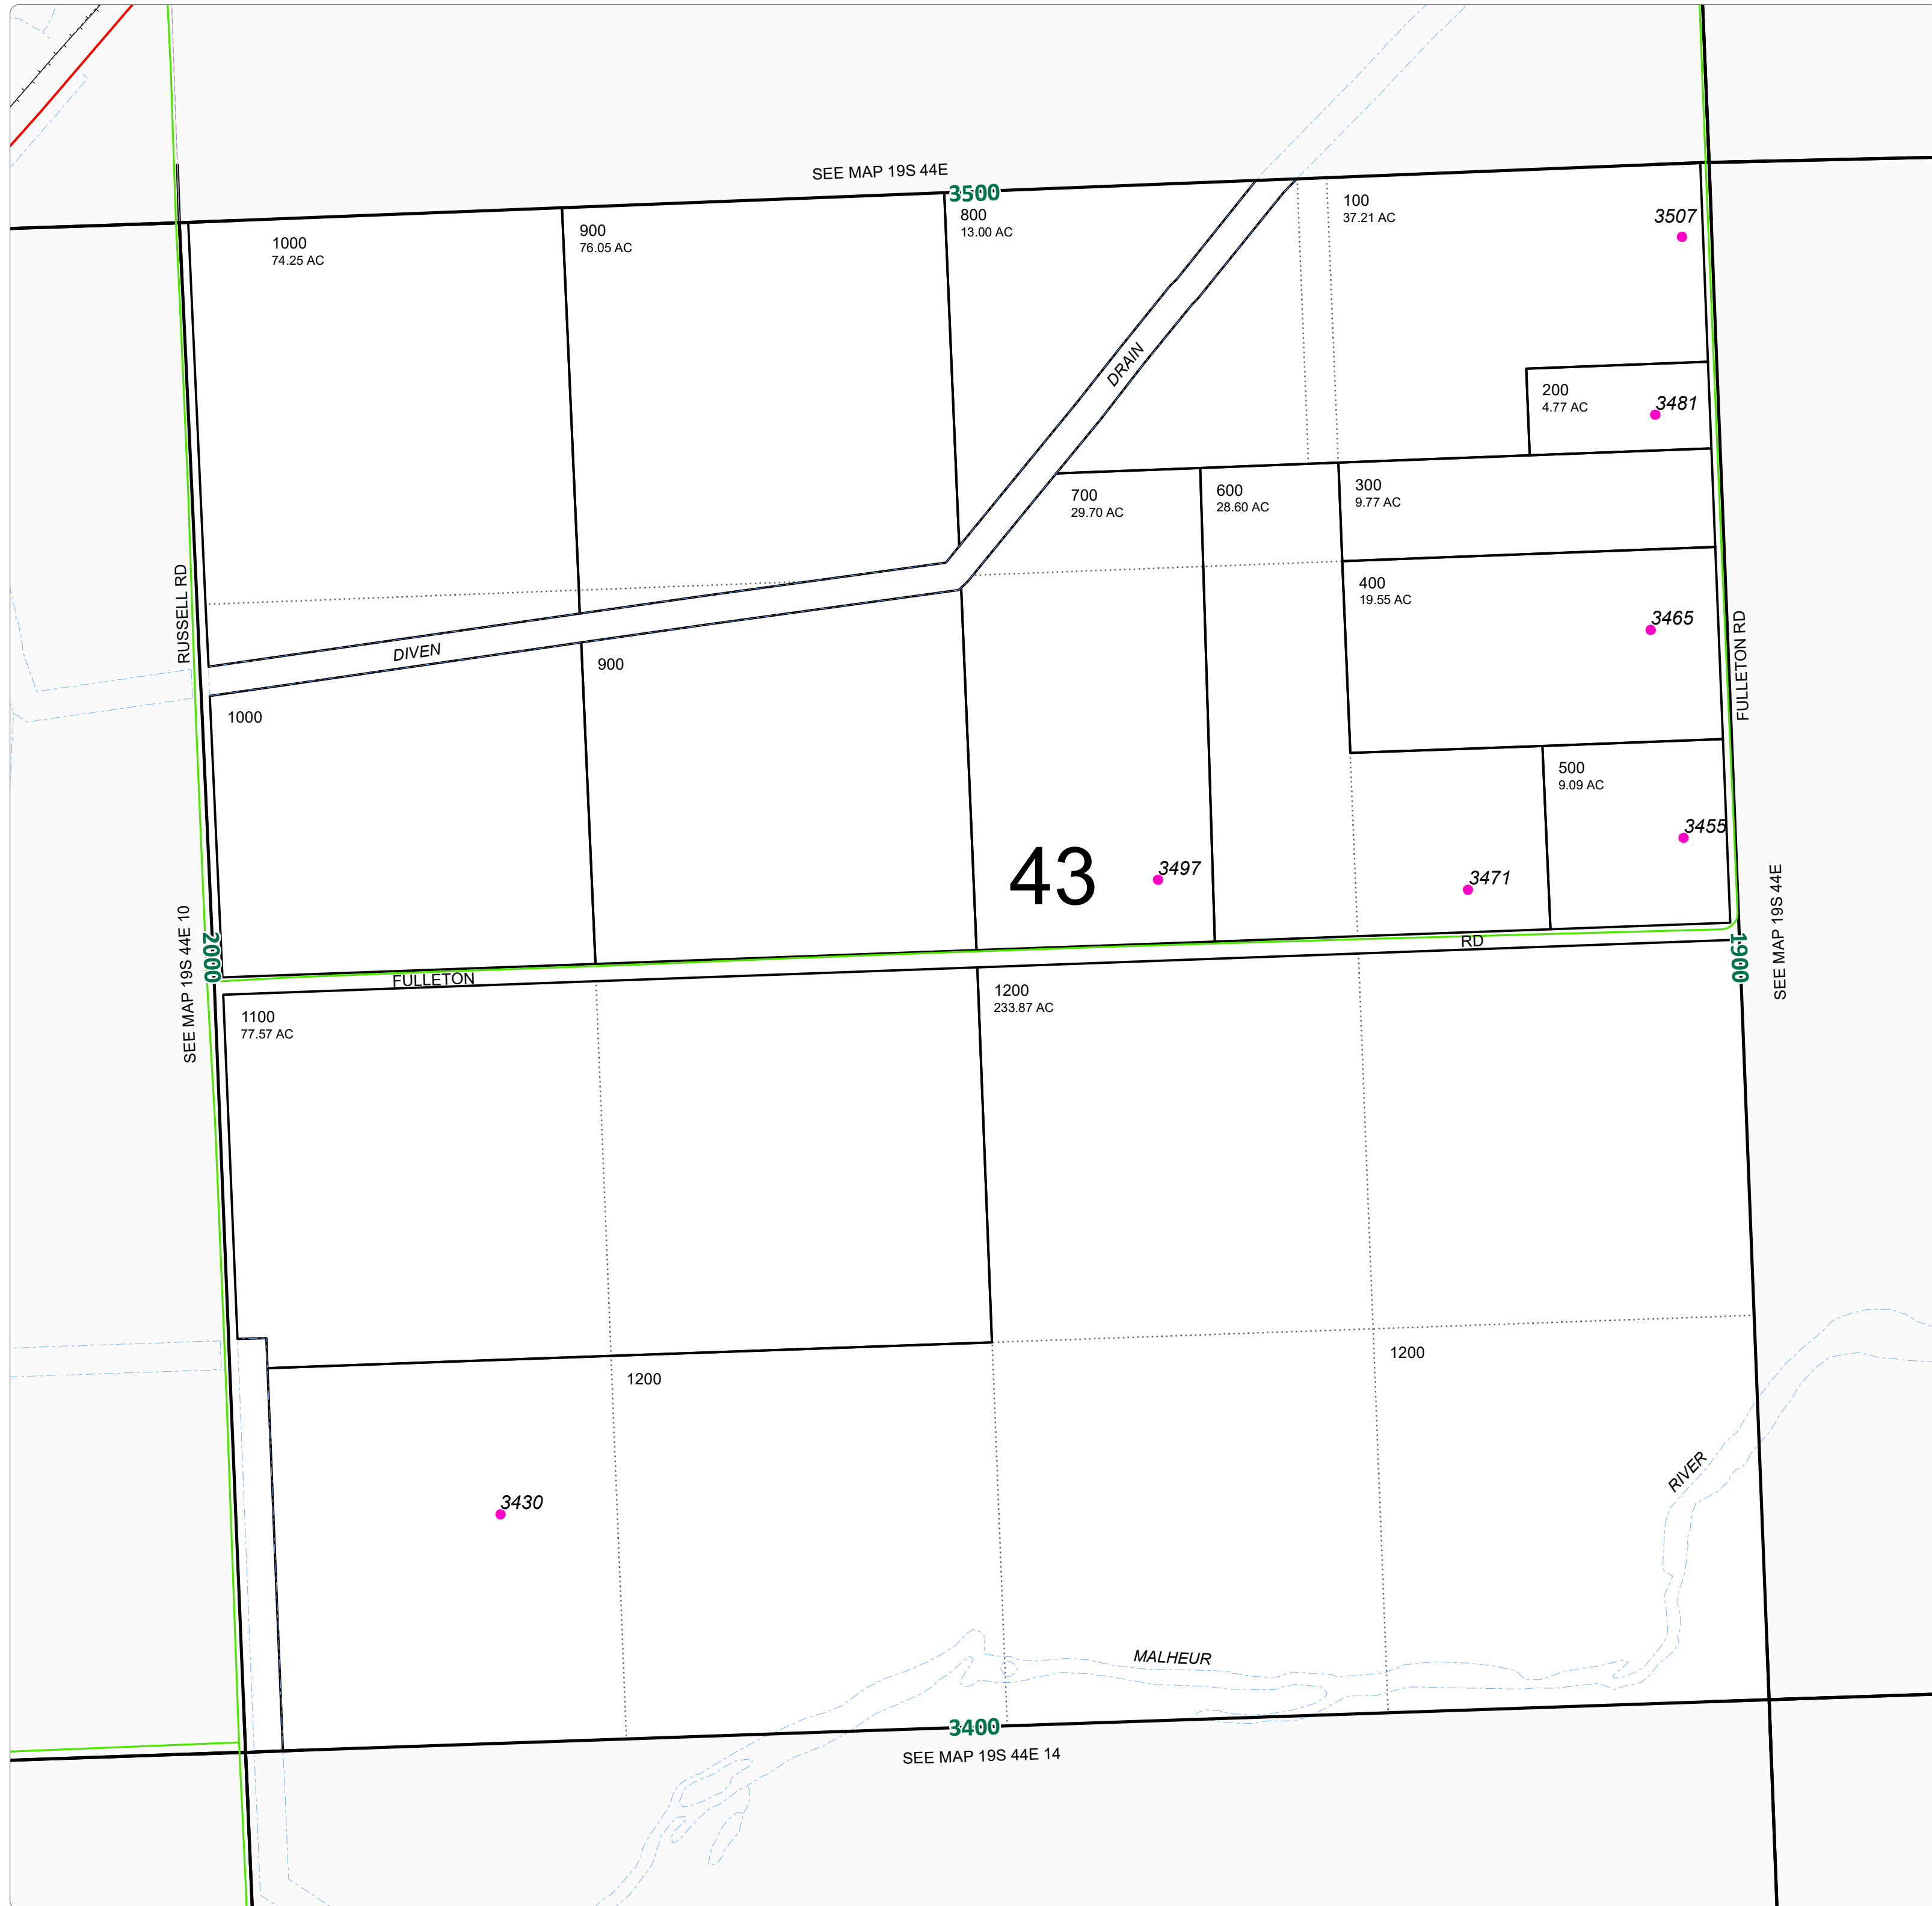 SEE MAP 19S 44E
3500
1000
74.25 AC
900
76.05 AC
800
13.00 AC
100
37.21 AC
3507
DRAIN
200
4.77 AC
3481
700
29.70 AC
600
28.60 AC
300
9.77 AC
400
19.55 AC
3465
RUSSELL RD
FULLETON RD
DIVEN
900
1000
500
9.09 AC
3455
43
3497
3471
SEE MAP 19S 44E 10
2000
SEE MAP 19S 44E
1900
FULLETON
RD
1100
77.57 AC
1200
233.87 AC
1200
1200
3430
RIVER
MALHEUR
3400
SEE MAP 19S 44E 14